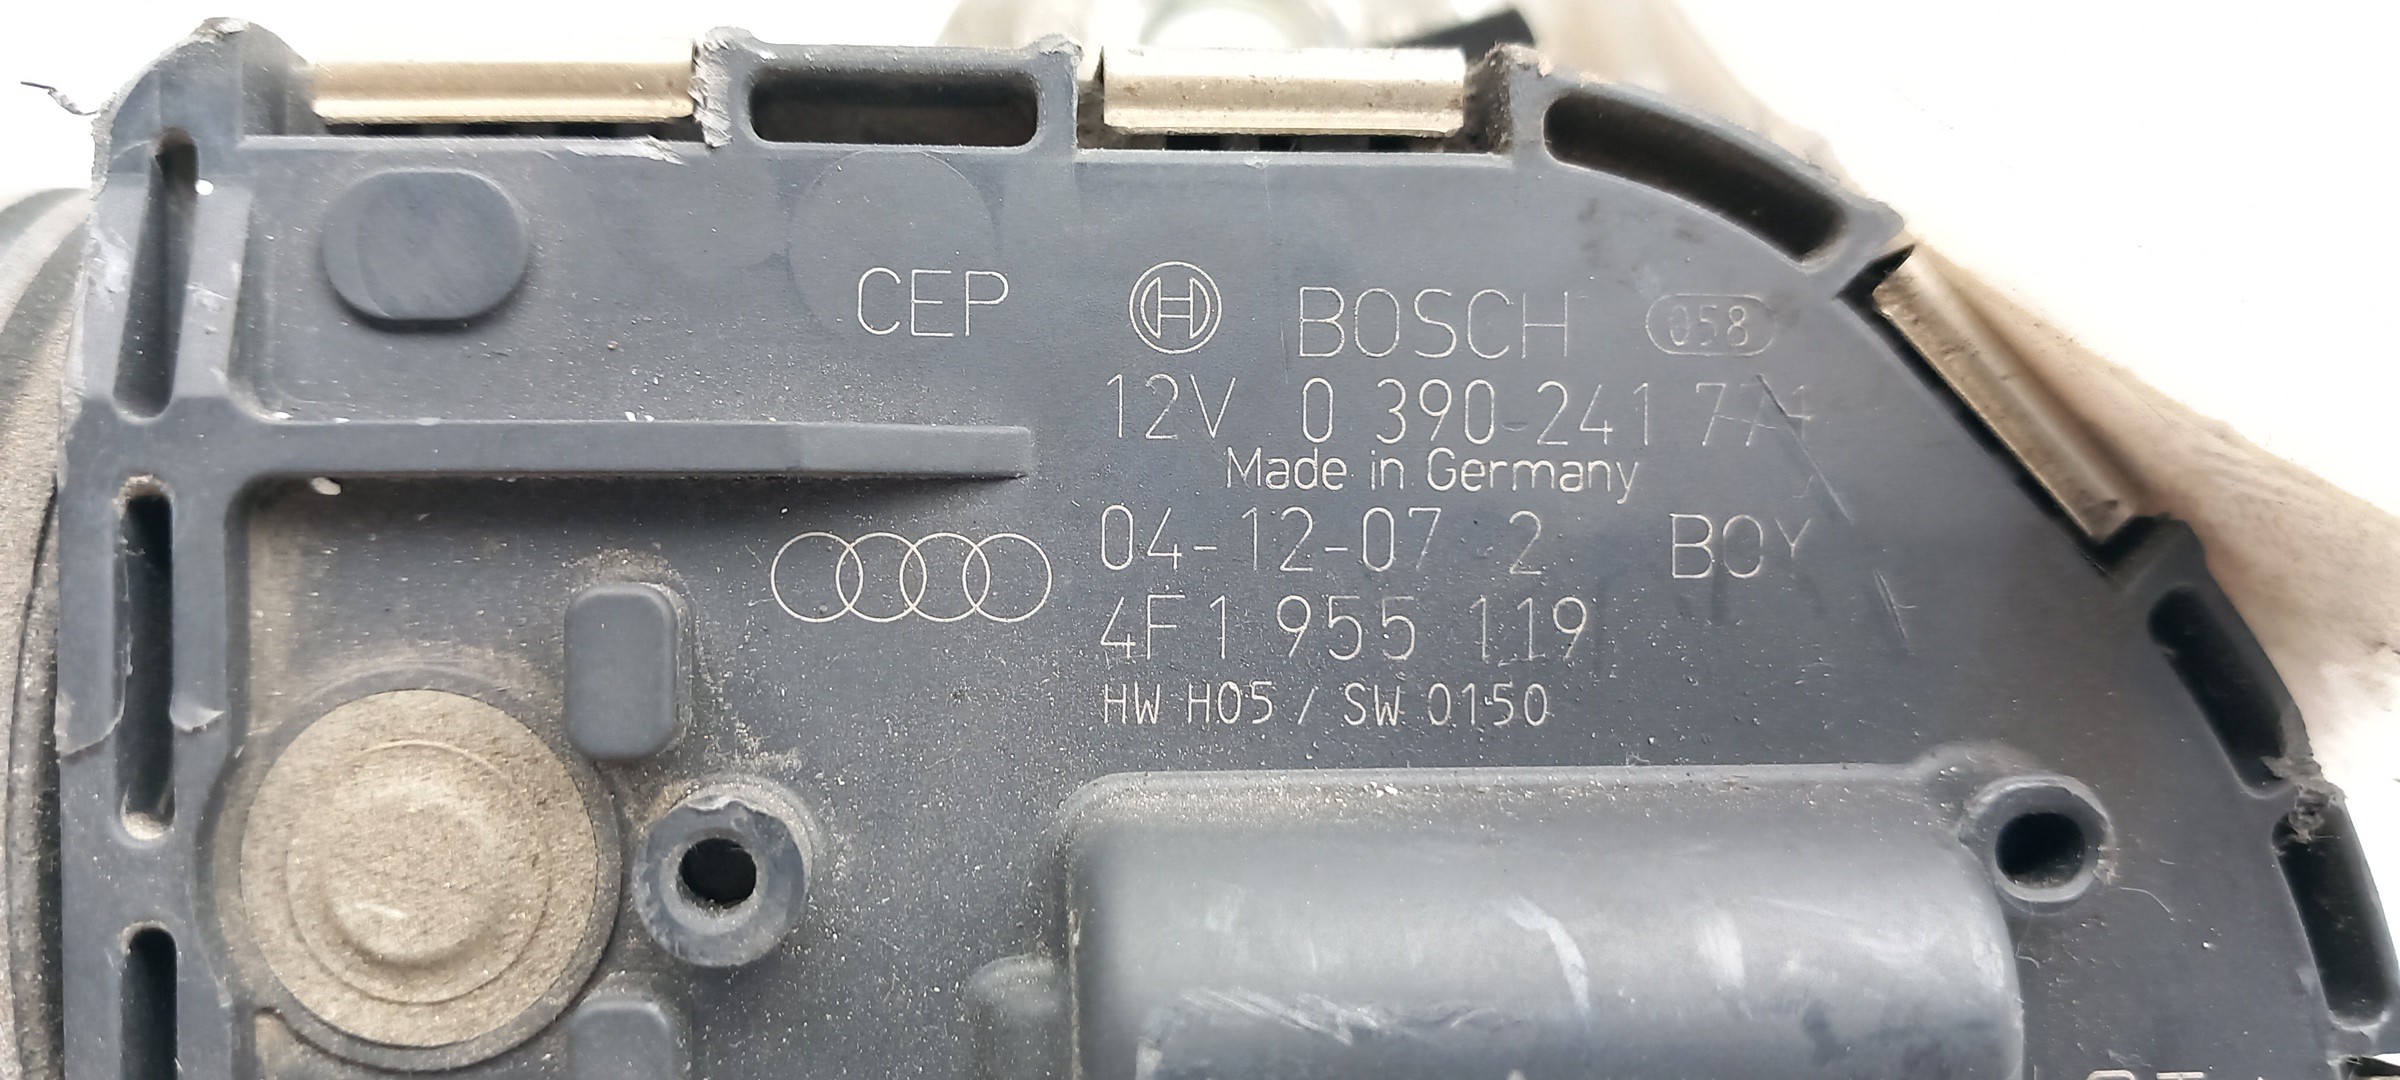 CEP BOSCH 058
12V 0 390 241 771
Made in Germany
04-12-07 2 BOY
4F1 955 119
HW H05 / SW 0150